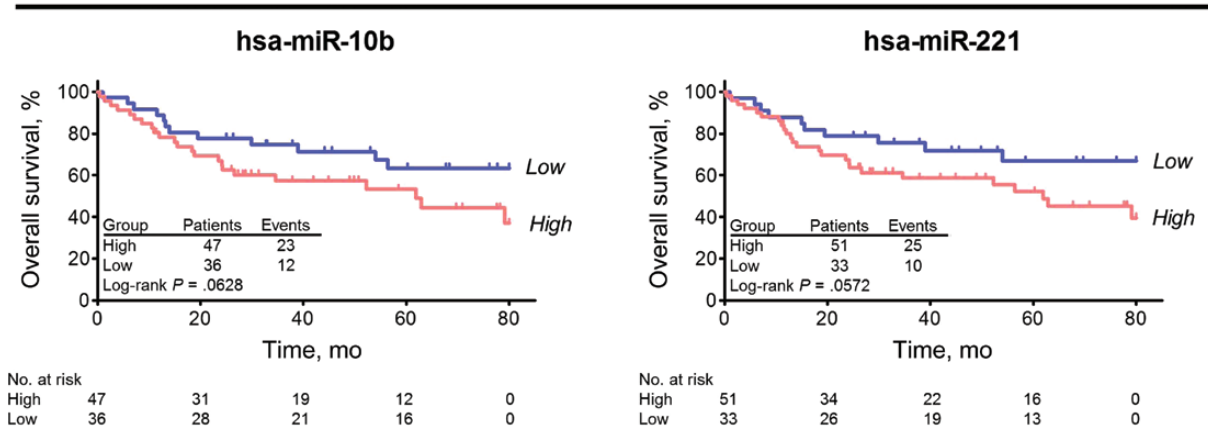 hsa-miR-10b
Overall survival, %
100
80
60
40
20
0
Low
High
Group Patients Events
High 47 23
Low 36 12
Log-rank P = .0628
0 20 40 60 80
Time, mo
No. at risk
High 47 31 19 12 0
Low 36 28 21 16 0
hsa-miR-221
Overall survival, %
100
80
60
40
20
0
Low
High
Group Patients Events
High 51 25
Low 33 10
Log-rank P = .0572
0 20 40 60 80
Time, mo
No. at risk
High 51 34 22 16 0
Low 33 26 19 13 0